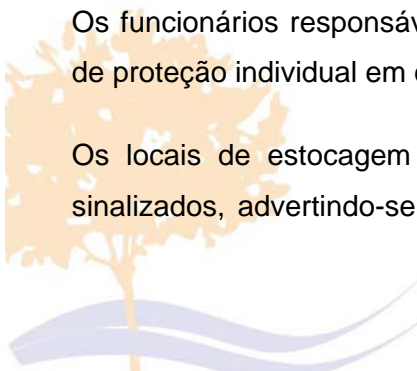 Os funcionários responsáv
de proteção individual em
Os locais de estocagem
sinalizados, advertindo-se